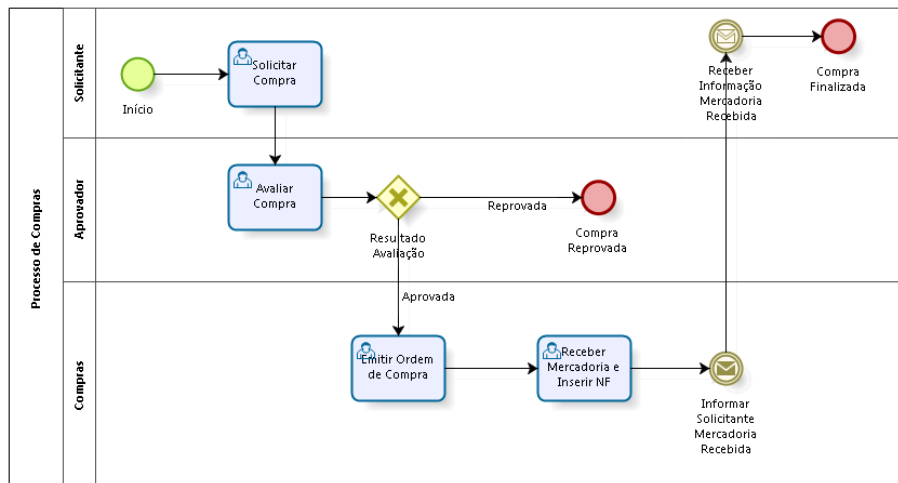 Processo de Compras
Solicitante
Início
Solicitar
Compra
Receber
Informação
Mercadoria
Recebida
Compra
Finalizada
Aprovador
Avaliar
Compra
Resultado
Avaliação
Reprovada
Compra
Reprovada
Aprovada
Compras
Emitir Ordem
de Compra
Receber
Mercadoria e
Inserir NF
Informar
Solicitante
Mercadoria
Recebida